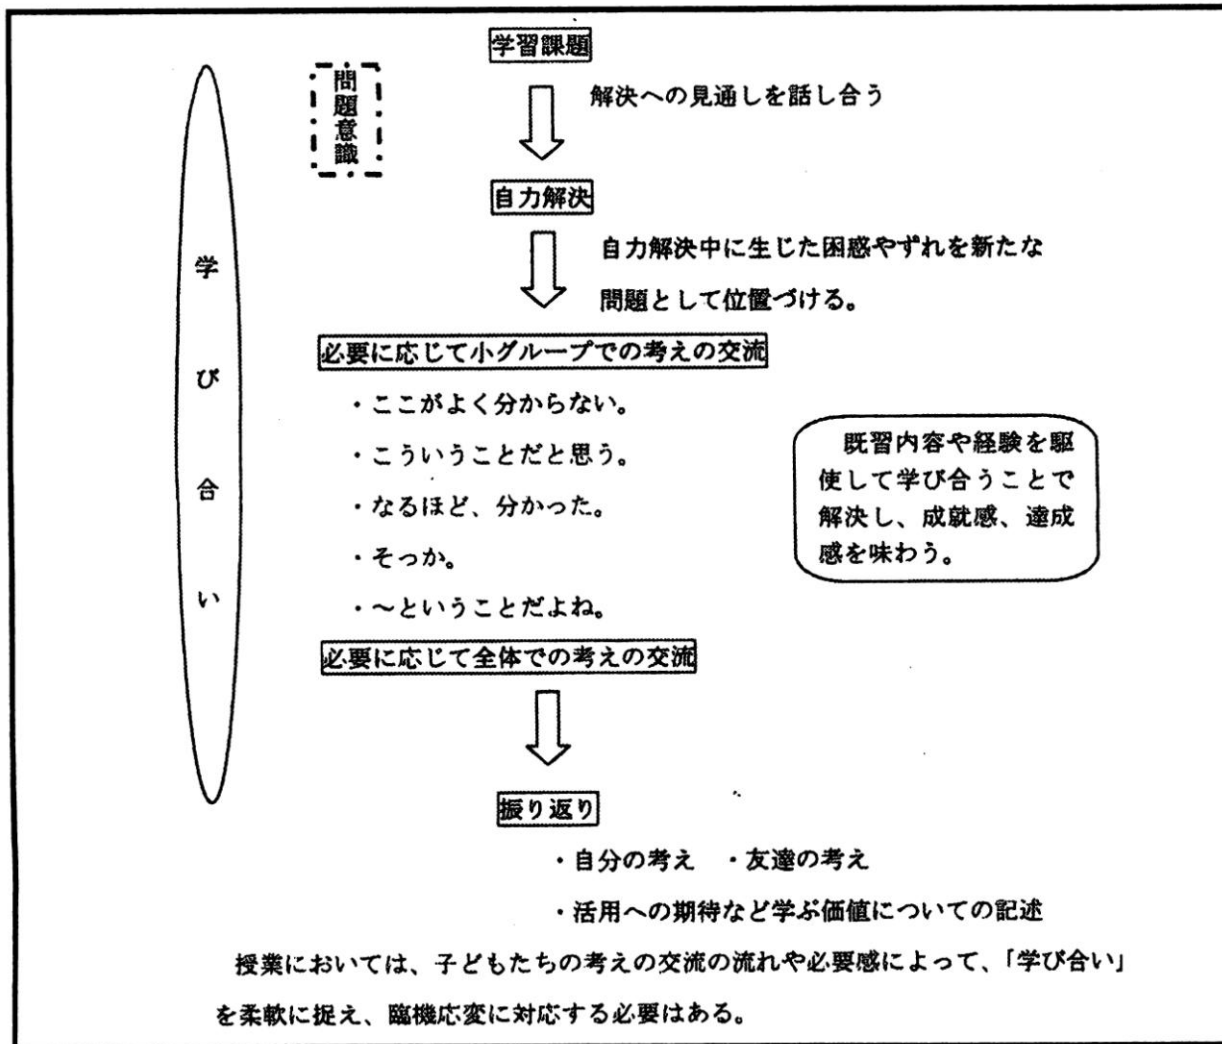 学習課題
問題意識
解決への見通しを話し合う
自力解決
自力解決中に生じた困惑やずれを新たな
問題として位置づける。
学び合い
必要に応じて小グループでの考えの交流
・ここがよく分からない。
・こういうことだと思う。
・なるほど、分かった。
・そっか。
・～ということだよね。
既習内容や経験を駆
使して学び合うことで
解決し、成就感、達成
感を味わう。
必要に応じて全体での考えの交流
振り返り
・自分の考え　・友達の考え
・活用への期待など学ぶ価値についての記述
授業においては、子どもたちの考えの交流の流れや必要感によって、「学び合い」
を柔軟に捉え、臨機応変に対応する必要はある。